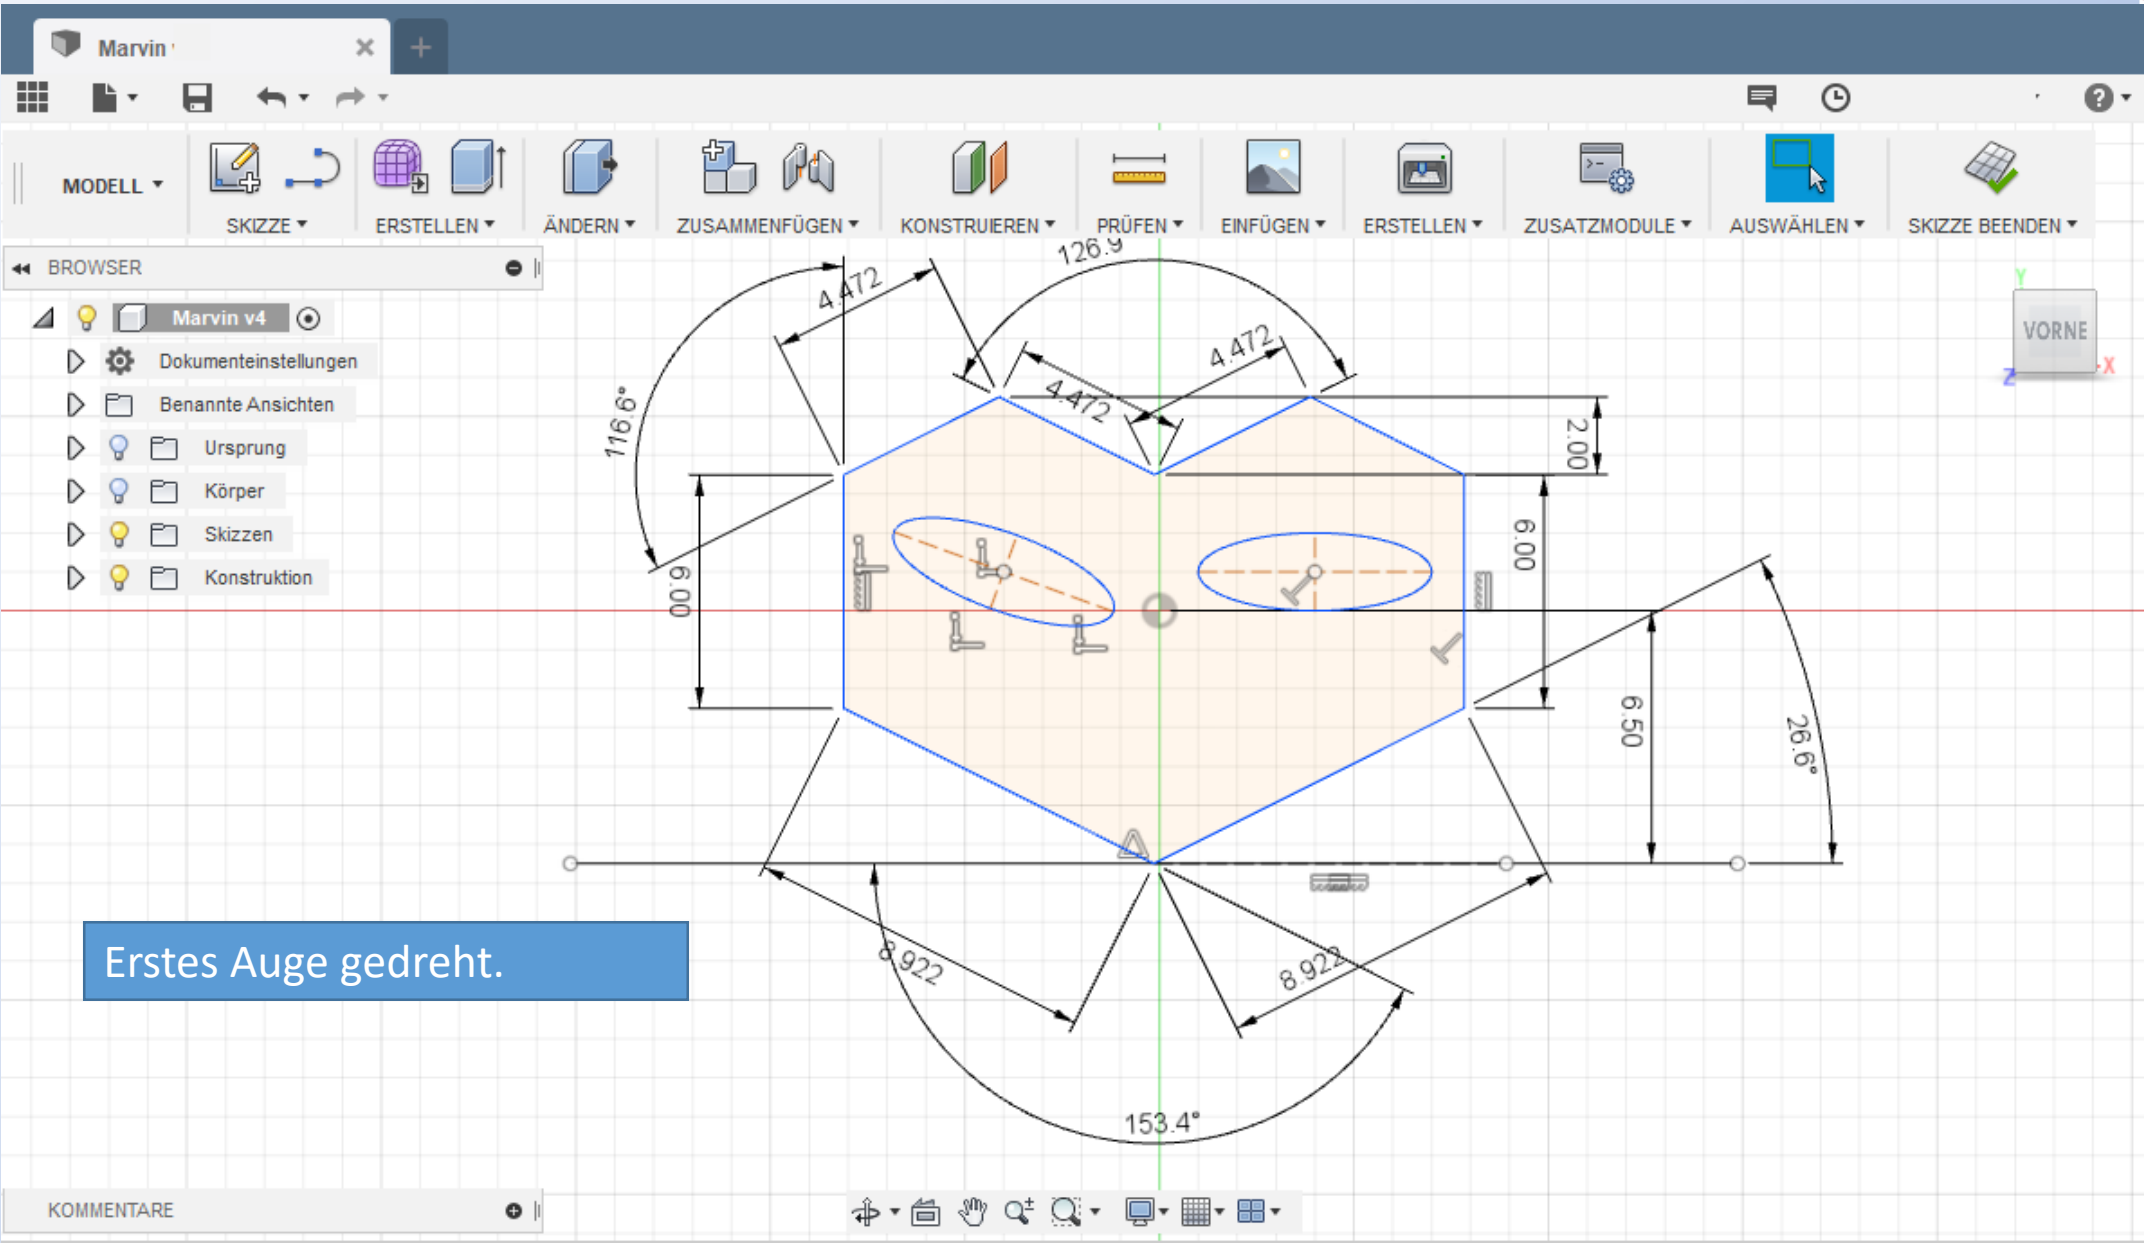 Marvin
MODELL
SKIZZE
ERSTELLEN
ÄNDERN
ZUSAMMENFÜGEN
KONSTRUIEREN
PRÜFEN
EINFÜGEN
ERSTELLEN
ZUSATZMODULE
AUSWÄHLEN
SKIZZE BEENDEN
BROWSER
Marvin v4
Dokumenteinstellungen
Benannte Ansichten
Ursprung
Körper
Skizzen
Konstruktion
126.9
4.472
4.472
4.472
116.6°
2.00
6.00
6.00
6.50
26.6°
8.922
8.922
153.4°
Y
VORNE
X
Z
Erstes Auge gedreht.
KOMMENTARE